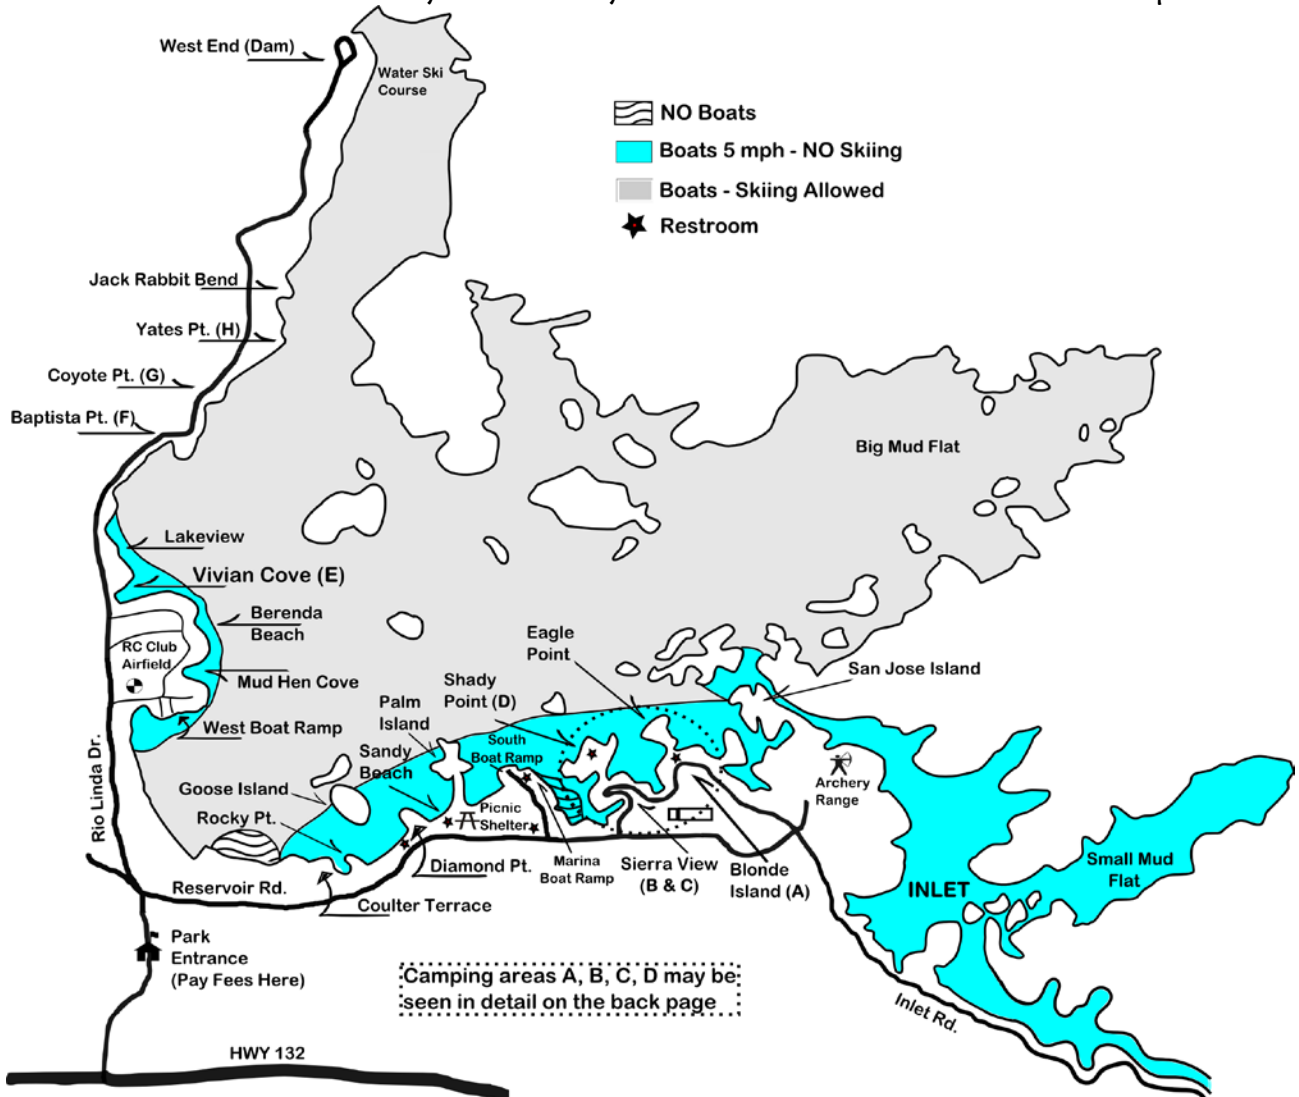 West End (Dam)
Water Ski
Course
NO Boats
Boats 5 mph - NO Skiing
Boats - Skiing Allowed
Restroom
Jack Rabbit Bend
Yates Pt. (H)
Coyote Pt. (G)
Baptista Pt. (F)
Big Mud Flat
Lakeview
Vivian Cove (E)
Berenda
Beach
RC Club
Airfield
Mud Hen Cove
West Boat Ramp
Eagle
Point
San Jose Island
Shady
Point (D)
Palm
Island
South
Boat Ramp
Sandy
Beach
Goose Island
Rocky Pt.
Rio Linda Dr.
Picnic
Shelter
Archery
Range
Diamond Pt.
Marina
Boat Ramp
Sierra View
(B & C)
Blonde
Island (A)
Small Mud
Flat
INLET
Reservoir Rd.
Coulter Terrace
Park
Entrance
(Pay Fees Here)
Camping areas A, B, C, D may be
seen in detail on the back page
Inlet Rd.
HWY 132